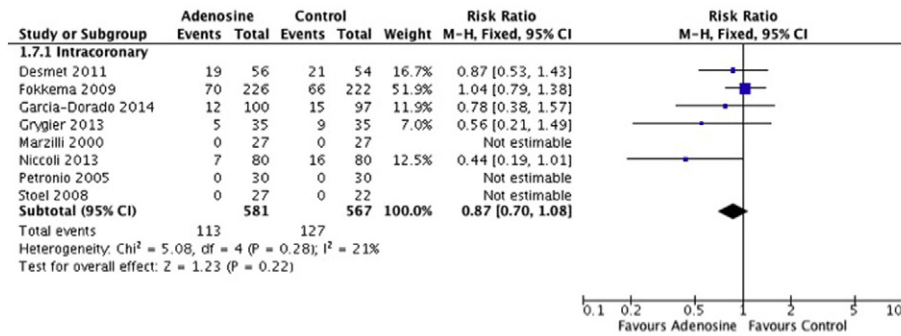 Adenosine Control Risk Ratio Risk Ratio
Study or Subgroup Events Total Events Total Weight M-H, Fixed, 95% CI M-H, Fixed, 95% CI
1.7.1 Intracoronary
Desmet 2011 19 56 21 54 16.7% 0.87 [0.53, 1.43]
Fokkema 2009 70 226 66 222 51.9% 1.04 [0.79, 1.38]
Garcia-Dorado 2014 12 100 15 97 11.9% 0.78 [0.38, 1.57]
Grygier 2013 5 35 9 35 7.0% 0.56 [0.21, 1.49]
Marzilli 2000 0 27 0 27 Not estimable
Niccoli 2013 7 80 16 80 12.5% 0.44 [0.19, 1.01]
Petronio 2005 0 30 0 30 Not estimable
Stoel 2008 0 27 0 22 Not estimable
Subtotal (95% CI) 581 567 100.0% 0.87 [0.70, 1.08]
Total events 113 127
Heterogeneity: Chi² = 5.08, df = 4 (P = 0.28); I² = 21%
Test for overall effect: Z = 1.23 (P = 0.22)
0.1 0.2 0.5 1 2 5 10
Favours Adenosine Favours Control